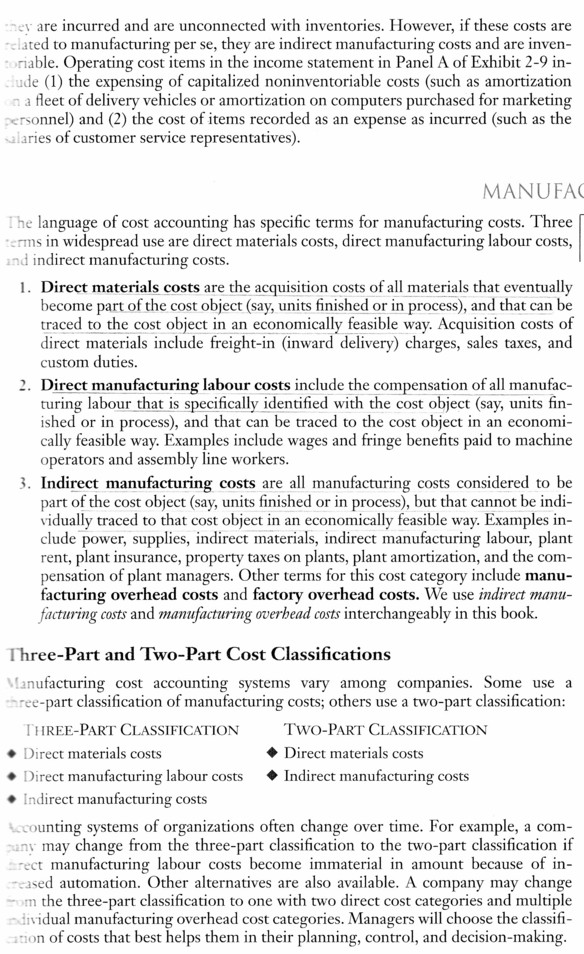 they are incurred and are unconnected with inventories. However, if these costs are
related to manufacturing per se, they are indirect manufacturing costs and are inven-
toriable. Operating cost items in the income statement in Panel A of Exhibit 2-9 in-
clude (1) the expensing of capitalized noninventoriable costs (such as amortization
on a fleet of delivery vehicles or amortization on computers purchased for marketing
personnel) and (2) the cost of items recorded as an expense as incurred (such as the
salaries of customer service representatives).
MANUFAC
The language of cost accounting has specific terms for manufacturing costs. Three
terms in widespread use are direct materials costs, direct manufacturing labour costs,
and indirect manufacturing costs.
1. Direct materials costs are the acquisition costs of all materials that eventually
become part of the cost object (say, units finished or in process), and that can be
traced to the cost object in an economically feasible way. Acquisition costs of
direct materials include freight-in (inward delivery) charges, sales taxes, and
custom duties.
2. Direct manufacturing labour costs include the compensation of all manufac-
turing labour that is specifically identified with the cost object (say, units fin-
ished or in process), and that can be traced to the cost object in an economi-
cally feasible way. Examples include wages and fringe benefits paid to machine
operators and assembly line workers.
3. Indirect manufacturing costs are all manufacturing costs considered to be
part of the cost object (say, units finished or in process), but that cannot be indi-
vidually traced to that cost object in an economically feasible way. Examples in-
clude power, supplies, indirect materials, indirect manufacturing labour, plant
rent, plant insurance, property taxes on plants, plant amortization, and the com-
pensation of plant managers. Other terms for this cost category include manu-
facturing overhead costs and factory overhead costs. We use indirect manu-
facturing costs and manufacturing overhead costs interchangeably in this book.
Three-Part and Two-Part Cost Classifications
Manufacturing cost accounting systems vary among companies. Some use a
three-part classification of manufacturing costs; others use a two-part classification:
THREE-PART CLASSIFICATION
◆ Direct materials costs
◆ Direct manufacturing labour costs
◆ Indirect manufacturing costs
TWO-PART CLASSIFICATION
◆ Direct materials costs
◆ Indirect manufacturing costs
Accounting systems of organizations often change over time. For example, a com-
pany may change from the three-part classification to the two-part classification if
direct manufacturing labour costs become immaterial in amount because of in-
creased automation. Other alternatives are also available. A company may change
from the three-part classification to one with two direct cost categories and multiple
individual manufacturing overhead cost categories. Managers will choose the classifi-
cation of costs that best helps them in their planning, control, and decision-making.